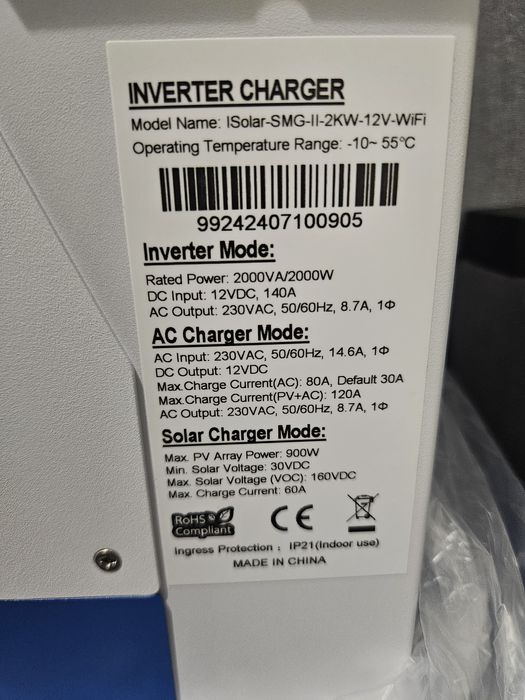 INVERTER CHARGER
Model Name: ISolar-SMG-II-2KW-12V-WiFi
Operating Temperature Range: -10~ 55℃
99242407100905
Inverter Mode:
Rated Power: 2000VA/2000W
DC Input: 12VDC, 140A
AC Output: 230VAC, 50/60Hz, 8.7A, 1Φ
AC Charger Mode:
AC Input: 230VAC, 50/60Hz, 14.6A, 1Φ
DC Output: 12VDC
Max.Charge Current(AC): 80A, Default 30A
Max.Charge Current(PV+AC): 120A
AC Output: 230VAC, 50/60Hz, 8.7A, 1Φ
Solar Charger Mode:
Max. PV Array Power: 900W
Min. Solar Voltage: 30VDC
Max. Solar Voltage (VOC): 160VDC
Max. Charge Current: 60A
RoHS
Compliant
CE
Ingress Protection : IP21(Indoor use)
MADE IN CHINA